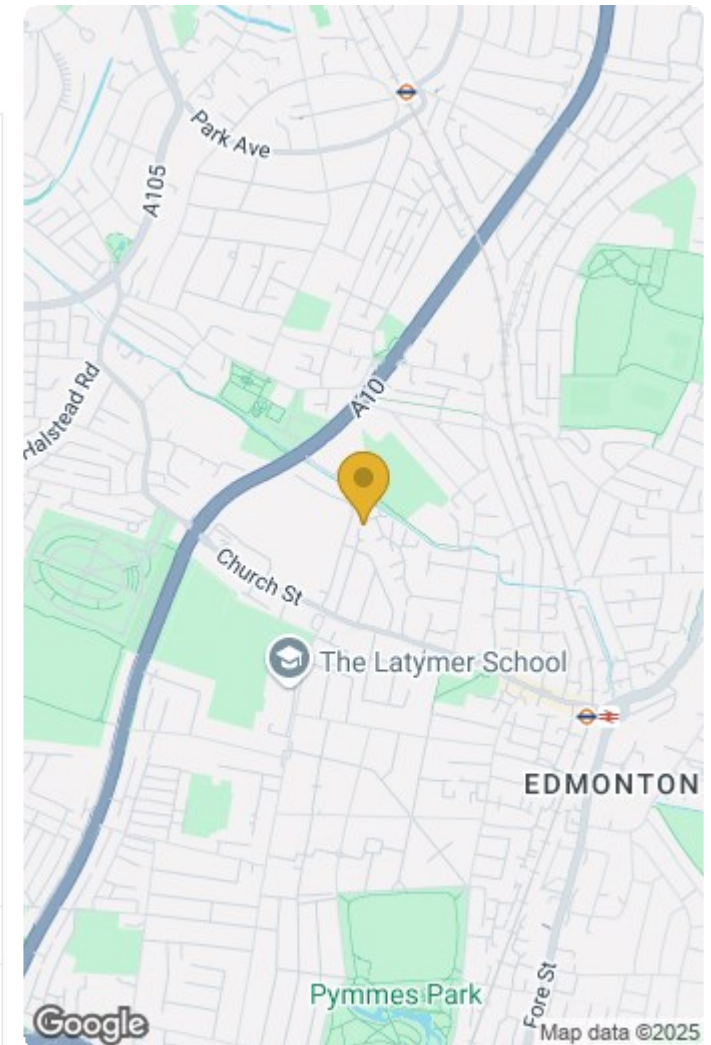 Park Ave
A105
Halstead Rd
A10
Church St
The Latymer School
EDMONTON
Pymmes Park
Fore St
Google
Map data ©2025